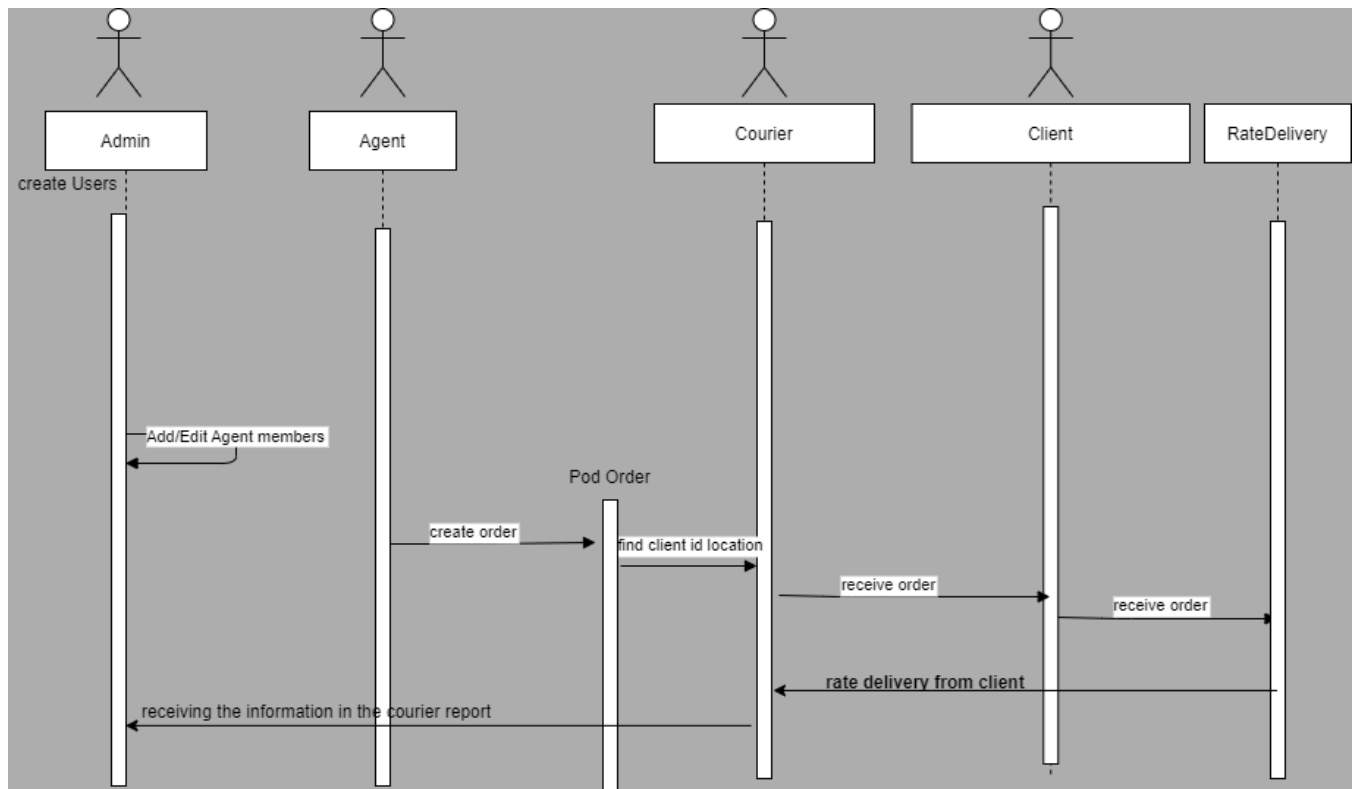 Admin
Agent
Courier
Client
RateDelivery
create Users
Add/Edit Agent members
Pod Order
create order
find client id location
receive order
receive order
rate delivery from client
receiving the information in the courier report